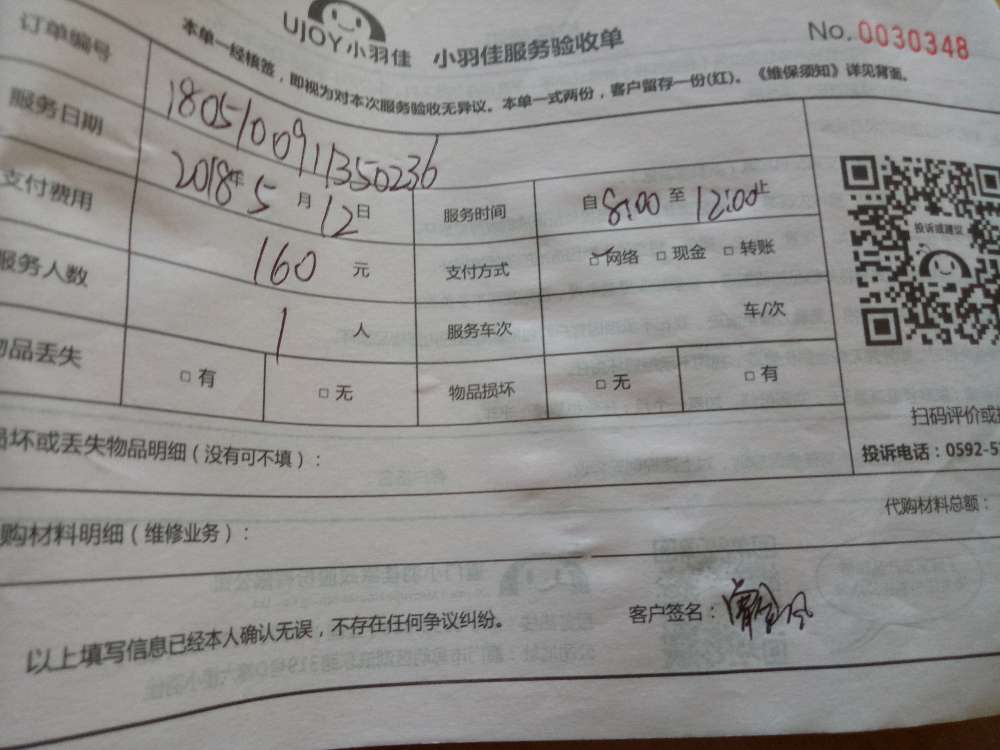 UJOY小羽佳 小羽佳服务验收单 No. 0030348
本单一经核签，即视为对本次服务验收无异议。本单一式两份，客户留存一份(红)。《维保须知》详见背面。
订单编号 180510091135023６
服务日期 2018年5月12日 服务时间 自8:00至12:00止
支付费用 160元 支付方式 □网络 □现金 □转账
服务人数 1人 服务车次 车/次
物品丢失 □有 □无 物品损坏 □无 □有
投诉或建议
扫码评价或
投诉电话：0592-5
损坏或丢失物品明细（没有可不填）：
代购材料总额：
购材料明细（维修业务）：
以上填写信息已经本人确认无误，不存在任何争议纠纷。 客户签名：